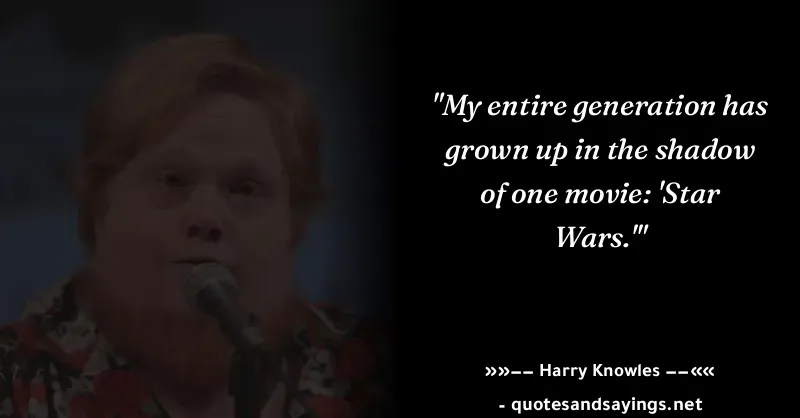 "My entire generation has
grown up in the shadow
of one movie: 'Star
Wars.'"
»»−− Harry Knowles −−««
- quotesandsayings.net